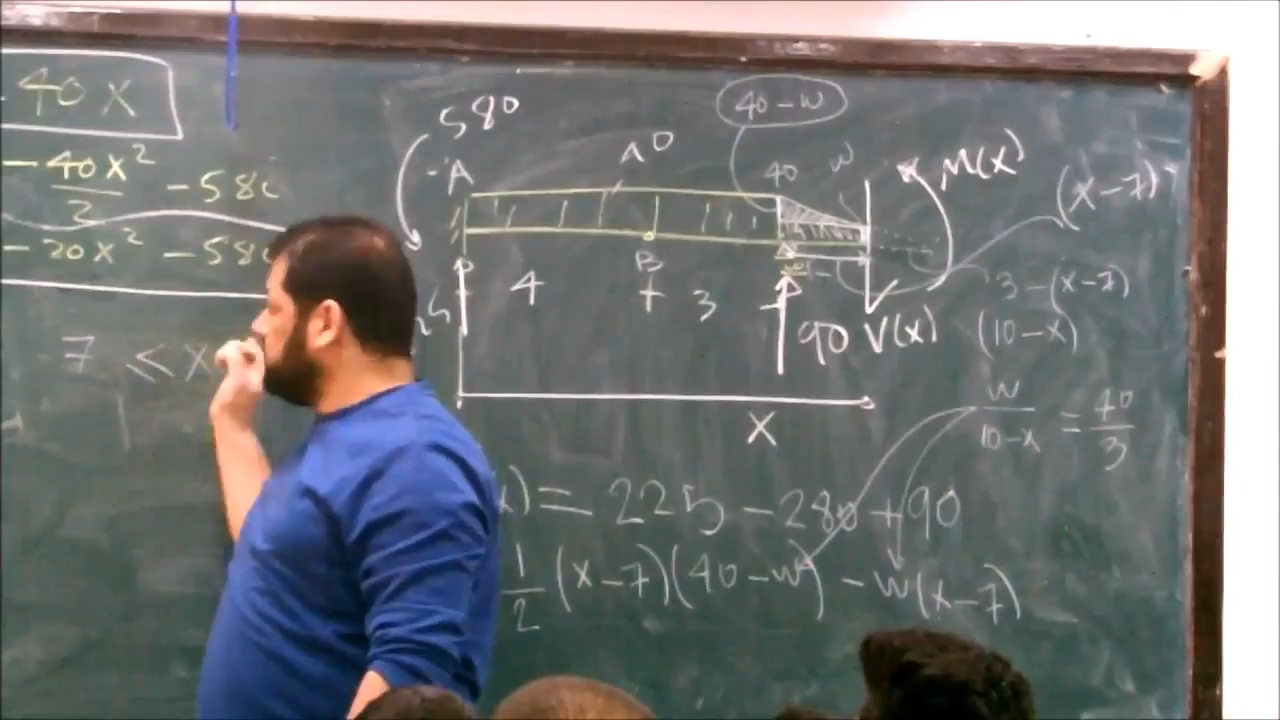 40 x
- 40x² / 2 - 58
- 20x² - 58
7 < x
580
40 - w
A
40
w
M(x)
(x-7)
B
4
3
90
V(x)
3 - (x-7)
(10-x)
w / 10-x = 40 / 3
x
) = 225 - 280 + 90
1/2 (x-7)(40-w) - w(x-7)